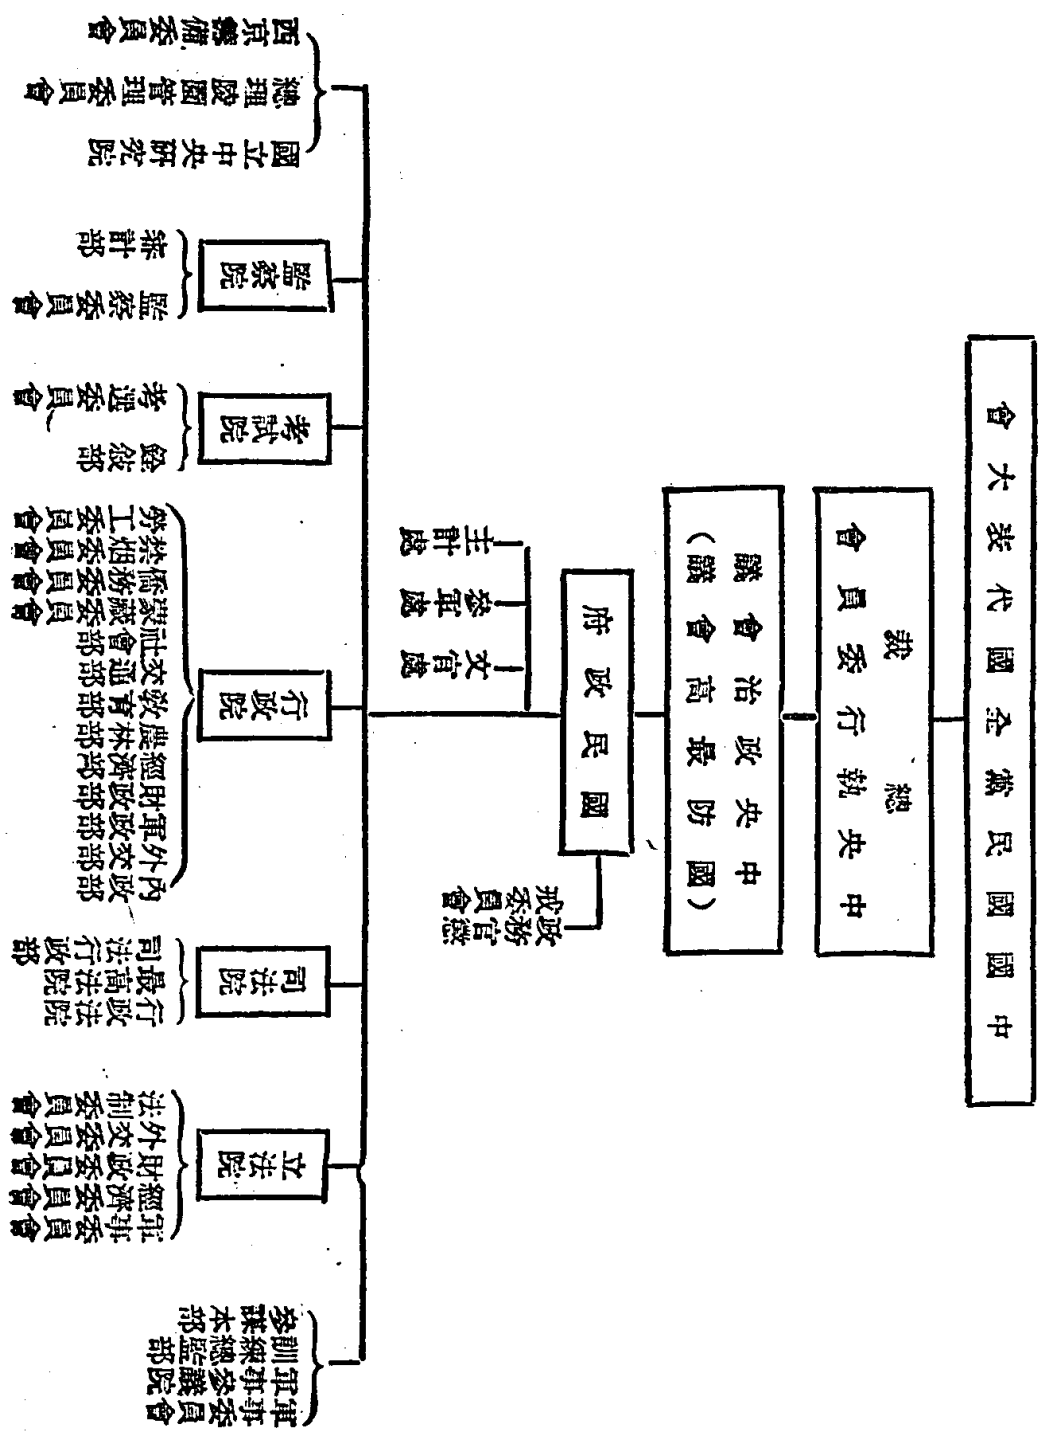 中國國民黨全國代表大會
總裁
中央執行委員會
中央政治會議
(國防最高會議)
國民政府
政務官懲
戒委員會
文官處
參軍處
主計處
軍事委員會
軍事參議院
訓練總監部
參謀本部
立法院
軍事委員會
經濟委員會
財政委員會
外交委員會
法制委員會
司法院
行政法院
最高法院
司法行政部
行政院
內政部
外交部
軍政部
財政部
經濟部
農林部
教育部
交通部
社會部
蒙藏委員會
僑務委員會
禁烟委員會
勞工委員會
考試院
銓敘部
考選委員會
監察院
監察委員會
審計部
國立中央研究院
總理陵園管理委員會
西京籌備委員會